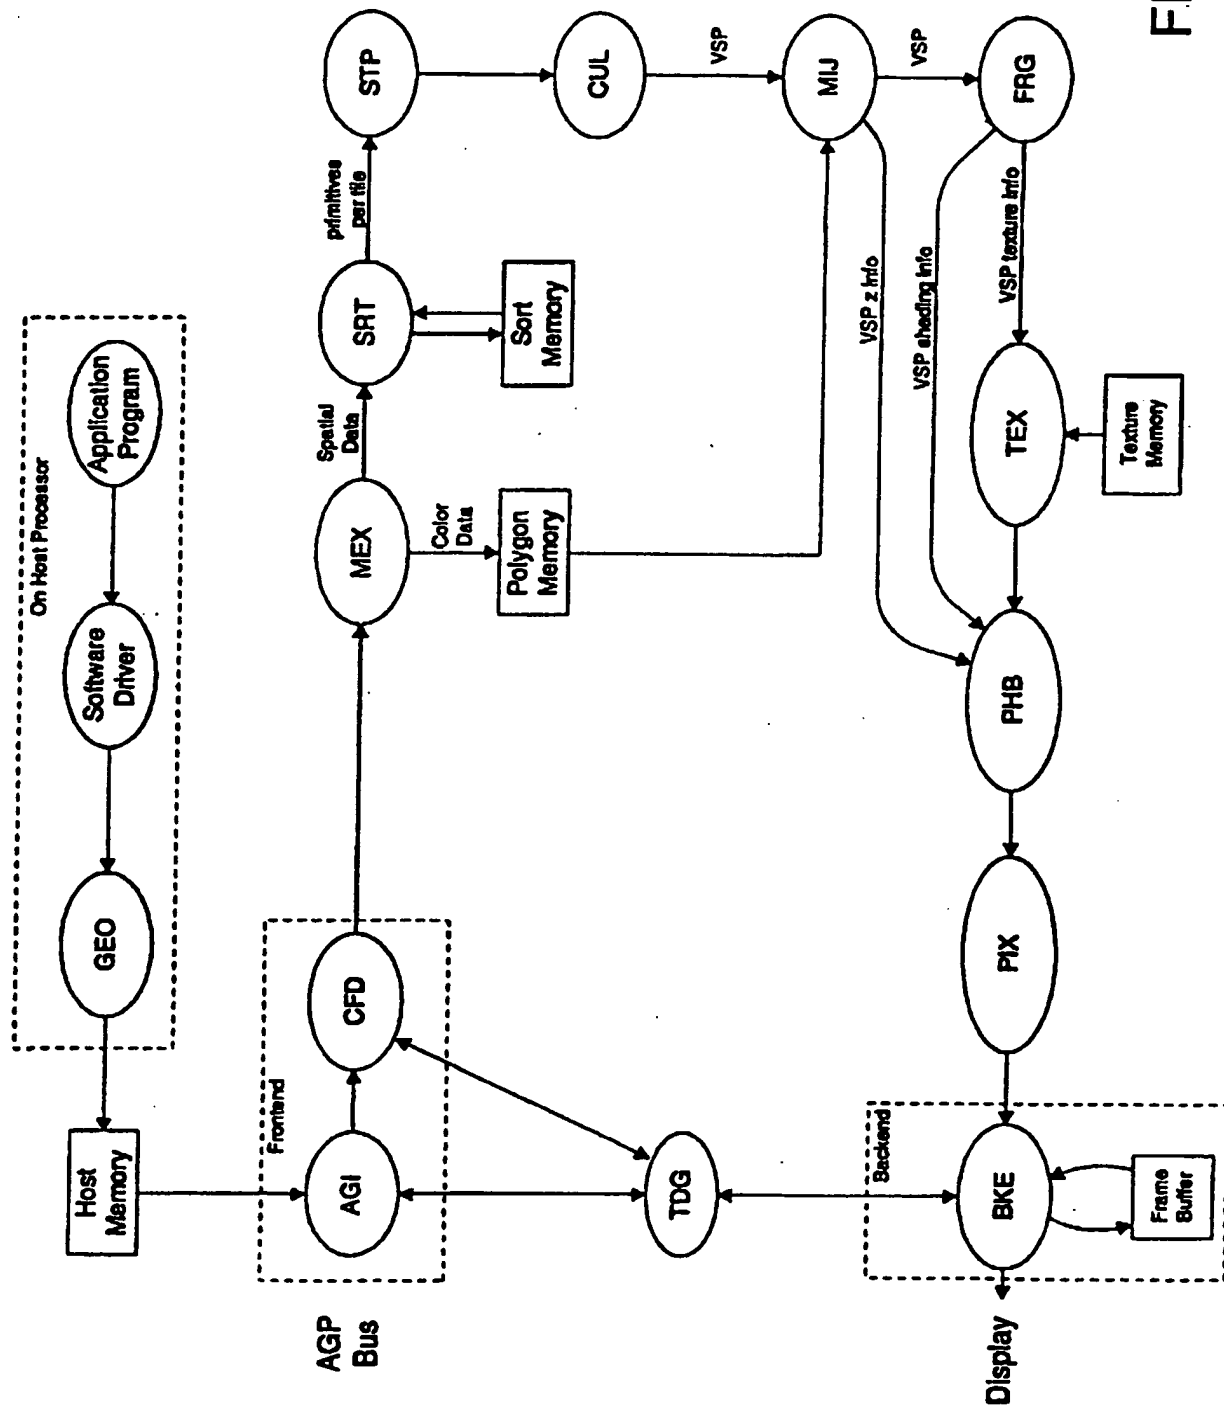 On Host Processor
Application
Program
Software
Driver
GEO
Host
Memory
AGP
Bus
Frontend
AGI
CFD
MEX
Spatial
Data
Color
Data
Polygon
Memory
SRT
Sort
Memory
primitives
per tile
STP
CUL
VSP
MIJ
VSP
FRG
VSP z info
VSP shading info
VSP texture info
TEX
Texture
Memory
PHB
PIX
TDG
Backend
BKE
Frame
Buffer
Display